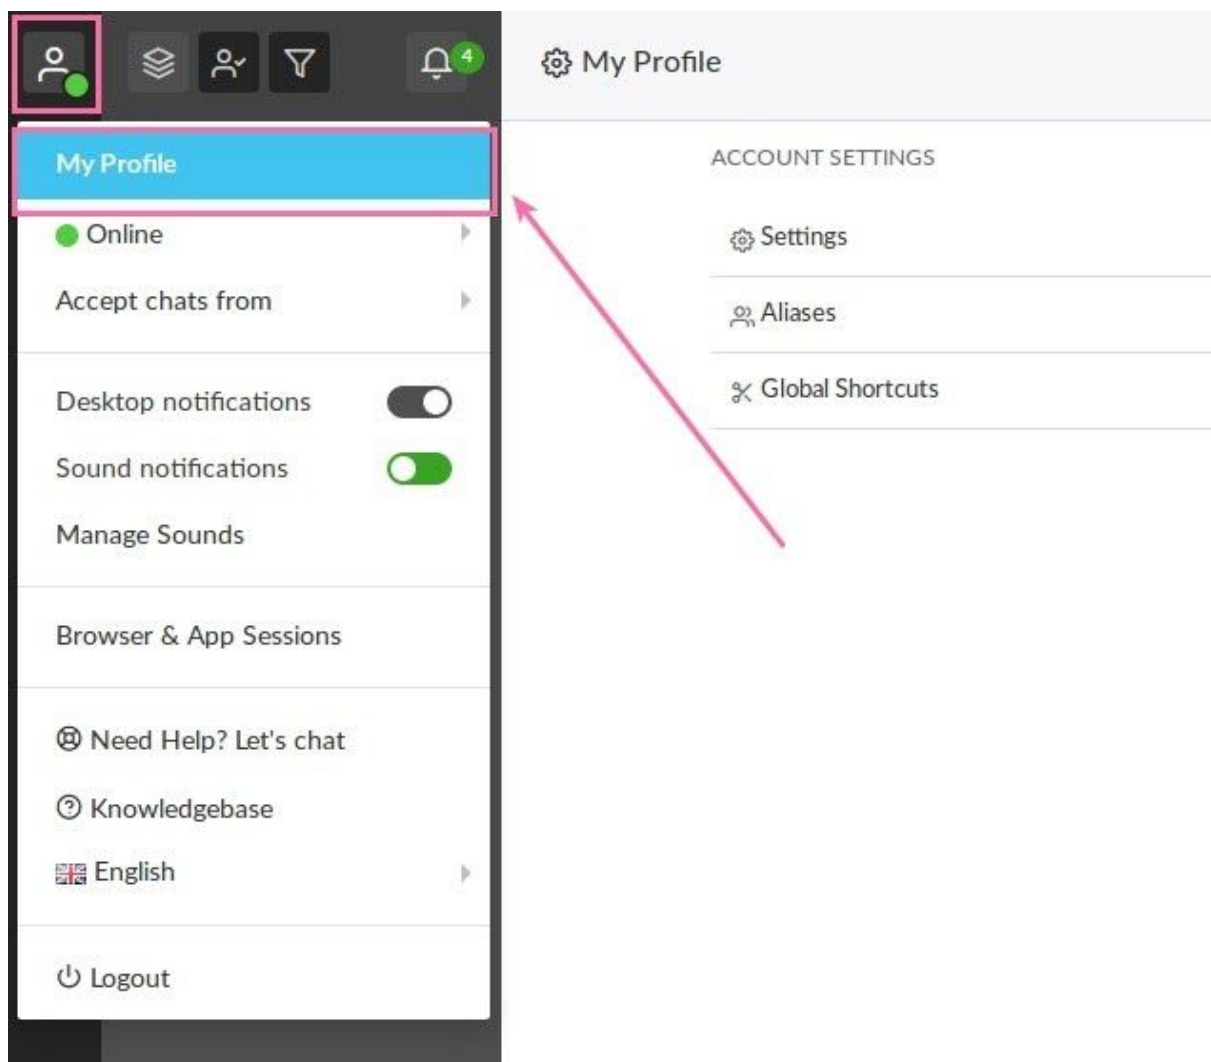 4
My Profile
My Profile
Online
Accept chats from
Desktop notifications
Sound notifications
Manage Sounds
Browser & App Sessions
Need Help? Let's chat
Knowledgebase
English
Logout
ACCOUNT SETTINGS
Settings
Aliases
Global Shortcuts